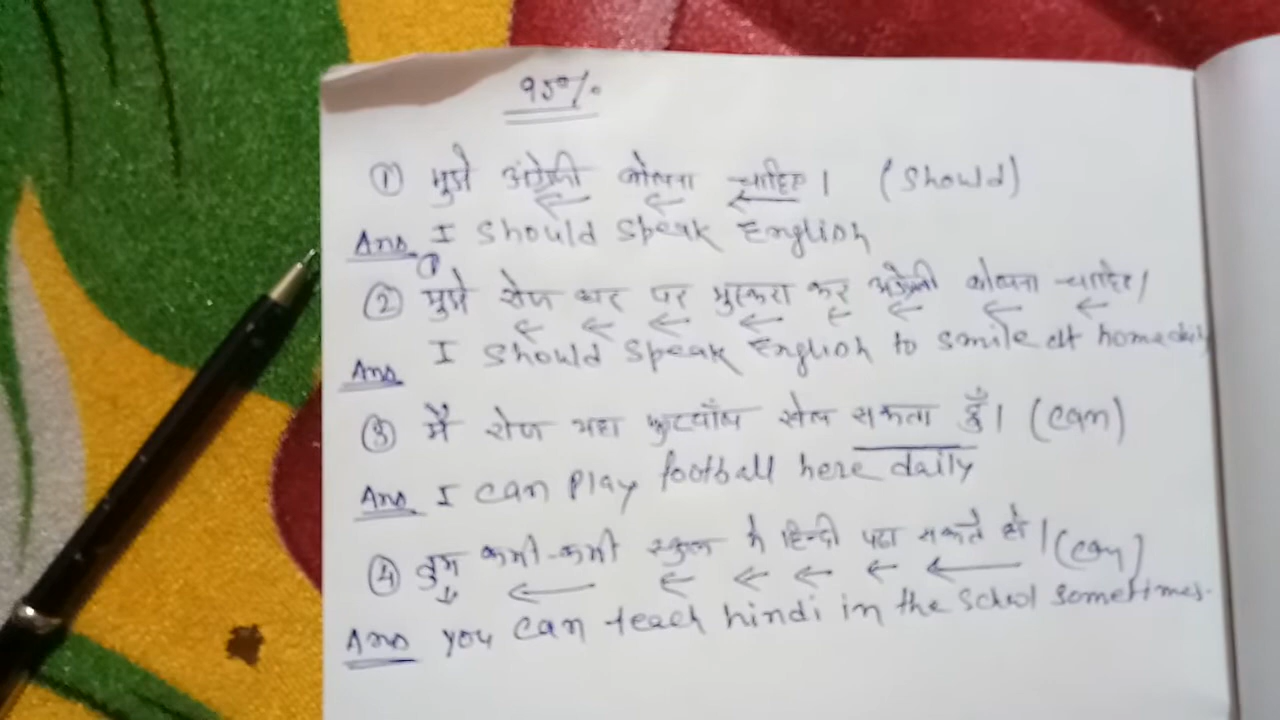 95%
① मुझे अंग्रेजी बोलना चाहिए। (should)
Ans I should speak English
② मुझे रोज घर पर मुस्करा कर अंग्रेजी बोलना चाहिए।
Ans I should speak English to smile at home daily
③ मैं रोज यहा फुटबॉल खेल सकता हूँ। (can)
Ans I can play football here daily
④ तुम कभी-कभी स्कूल में हिन्दी पढा सकते हो। (can)
Ans you can teach hindi in the school sometimes.